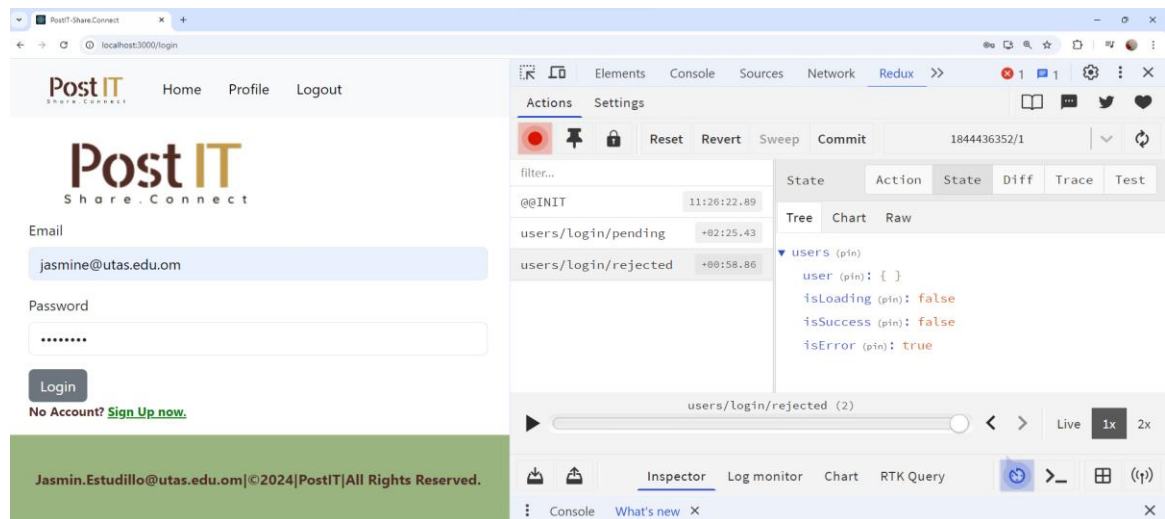 PostIT-Share.Connect
localhost:3000/login
Post IT
Share.Connect
Home Profile Logout
Post IT
Share.Connect
Email
jasmine@utas.edu.om
Password
••••••••
Login
No Account? Sign Up now.
Jasmin.Estudillo@utas.edu.om|©2024|PostIT|All Rights Reserved.
Elements Console Sources Network Redux 1 1
Actions Settings
Reset Revert Sweep Commit 1844436352/1
filter...
@@INIT 11:26:22.89
users/login/pending +02:25.43
users/login/rejected +00:58.86
State Action State Diff Trace Test
Tree Chart Raw
users (pin)
user (pin): { }
isLoading (pin): false
isSuccess (pin): false
isError (pin): true
users/login/rejected (2)
Live 1x 2x
Inspector Log monitor Chart RTK Query
Console What's new